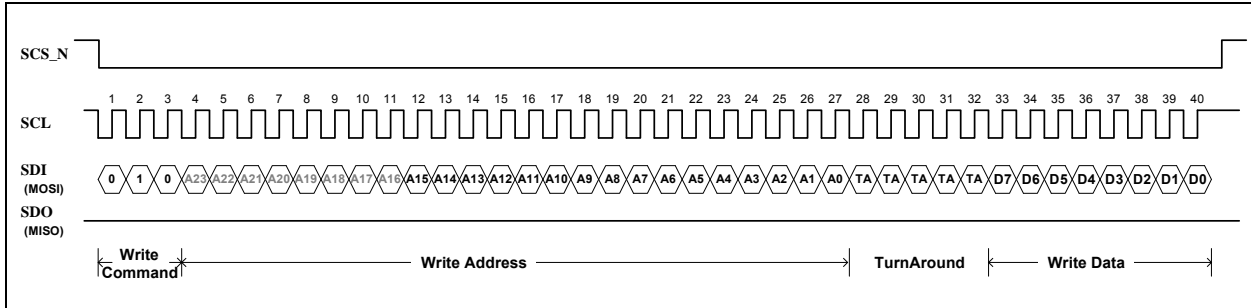 SCS_N
1 2 3 4 5 6 7 8 9 10 11 12 13 14 15 16 17 18 19 20 21 22 23 24 25 26 27 28 29 30 31 32 33 34 35 36 37 38 39 40
SCL
SDI
(MOSI)
0 1 0 A23 A22 A21 A20 A19 A18 A17 A16 A15 A14 A13 A12 A11 A10 A9 A8 A7 A6 A5 A4 A3 A2 A1 A0 TA TA TA TA TA D7 D6 D5 D4 D3 D2 D1 D0
SDO
(MISO)
Write
Command
Write Address
TurnAround
Write Data